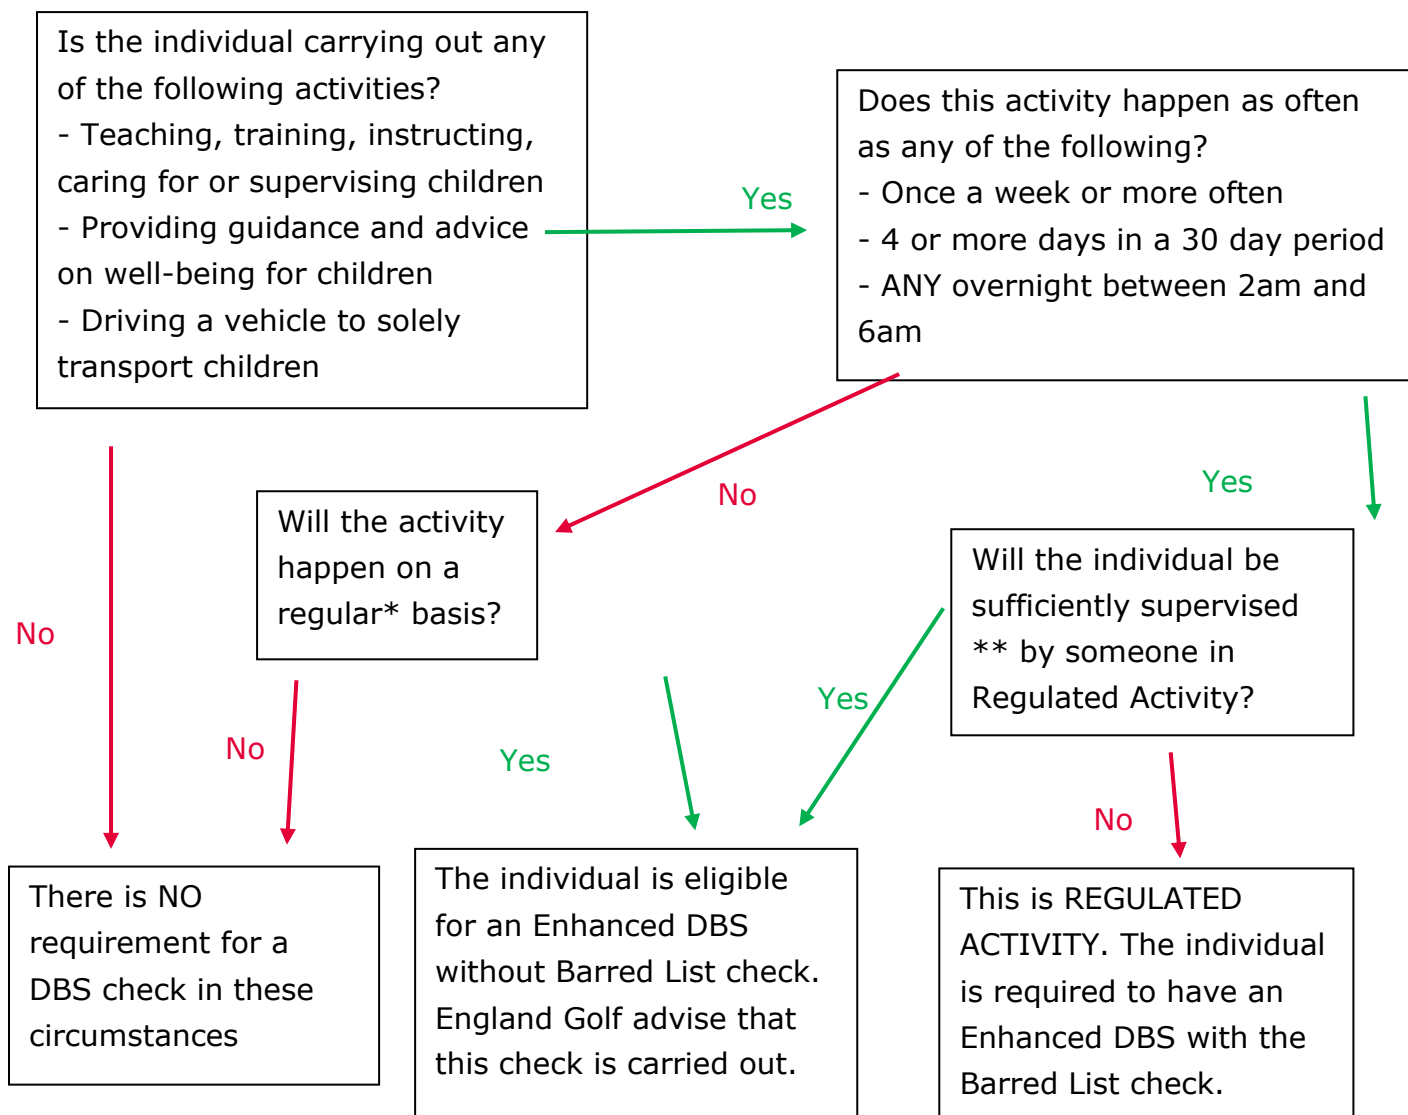 Is the individual carrying out any
of the following activities?
- Teaching, training, instructing,
caring for or supervising children
- Providing guidance and advice
on well-being for children
- Driving a vehicle to solely
transport children
Yes
Does this activity happen as often
as any of the following?
- Once a week or more often
- 4 or more days in a 30 day period
- ANY overnight between 2am and
6am
No
Yes
Will the activity
happen on a
regular* basis?
Will the individual be
sufficiently supervised
** by someone in
Regulated Activity?
No
No
Yes
Yes
No
There is NO
requirement for a
DBS check in these
circumstances
The individual is eligible
for an Enhanced DBS
without Barred List check.
England Golf advise that
this check is carried out.
This is REGULATED
ACTIVITY. The individual
is required to have an
Enhanced DBS with the
Barred List check.